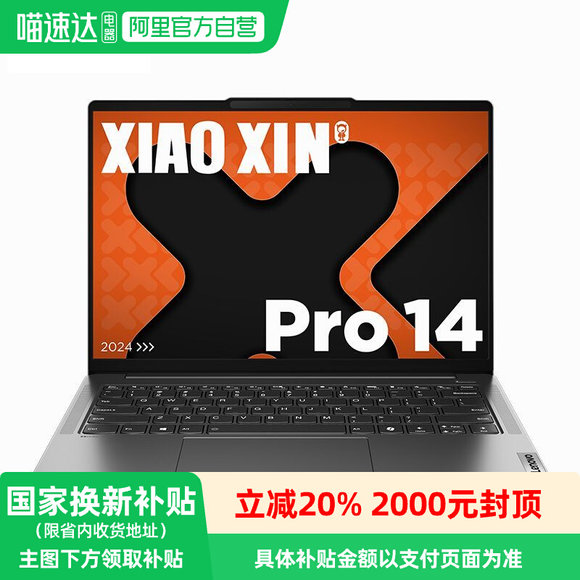 喵速达电器 阿里官方自营
XIAO XIN
Pro 14
2024 >>>
Lenovo
国家换新补贴
(限省内收货地址)
主图下方领取补贴
立减20% 2000元封顶
具体补贴金额以支付页面为准